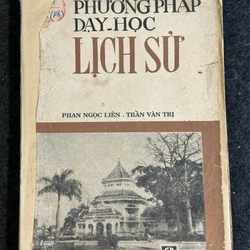 PHƯƠNG PHÁP
DẠY-HỌC
LỊCH SỬ
PHAN NGỌC LIÊN . TRẦN VĂN TRỊ